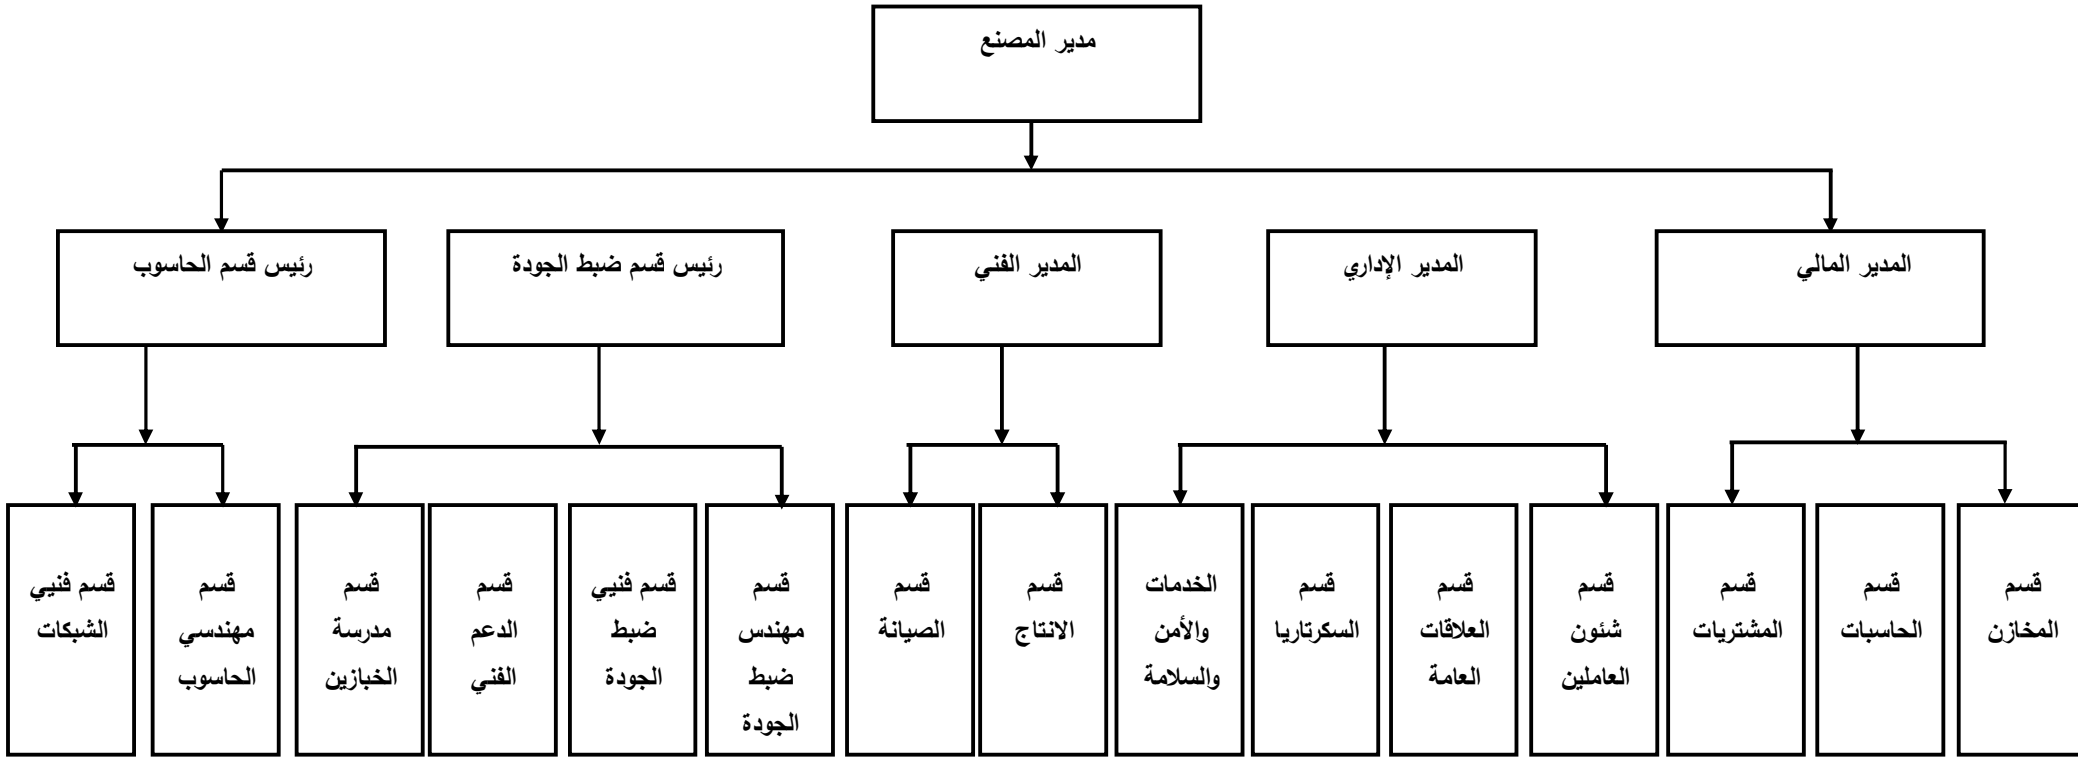 مدير المصنع
المدير المالي
المدير الإداري
المدير الفني
رئيس قسم ضبط الجودة
رئيس قسم الحاسوب
قسم
المخازن
قسم
الحاسبات
قسم
المشتريات
قسم
شئون
العاملين
قسم
العلاقات
العامة
قسم
السكرتاريا
الخدمات
والأمن
والسلامة
قسم
الانتاج
قسم
الصيانة
قسم
مهندس
ضبط
الجودة
قسم فنيي
ضبط
الجودة
قسم
الدعم
الفني
قسم
مدرسة
الخبازين
قسم
مهندسي
الحاسوب
قسم فنيي
الشبكات